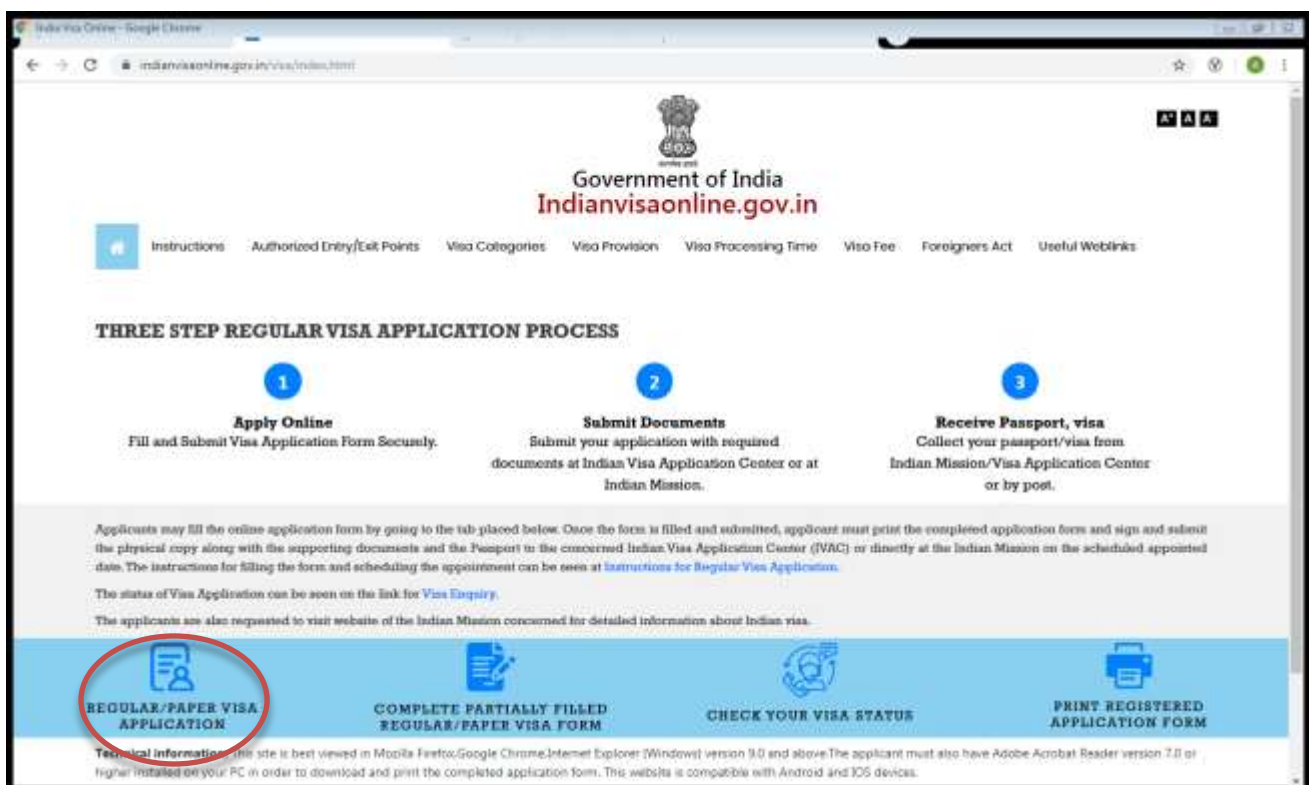 India Visa Online - Google Chrome
indianvisaonline.gov.in/visa/index.html
A+ A A-
Government of India
Indianvisaonline.gov.in
Instructions Authorized Entry/Exit Points Visa Categories Visa Provision Visa Processing Time Visa Fee Foreigners Act Useful Weblinks
THREE STEP REGULAR VISA APPLICATION PROCESS
1 2 3
Apply Online Submit Documents Receive Passport, visa
Fill and Submit Visa Application Form Securely. Submit your application with required Collect your passport/visa from
documents at Indian Visa Application Center or at Indian Mission/Visa Application Center
Indian Mission. or by post.
Applicants may fill the online application form by going to the tab placed below. Once the form is filled and submitted, applicant must print the completed application form and sign and submit
the physical copy along with the supporting documents and the Passport to the concerned Indian Visa Application Center (IVAC) or directly at the Indian Mission on the scheduled appointed
date. The instructions for filling the form and scheduling the appointment can be seen at Instructions for Regular Visa Application.
The status of Visa Application can be seen on the link for Visa Enquiry.
The applicants are also requested to visit website of the Indian Mission concerned for detailed information about Indian visa.
REGULAR/PAPER VISA COMPLETE PARTIALLY FILLED CHECK YOUR VISA STATUS PRINT REGISTERED
APPLICATION REGULAR/PAPER VISA FORM APPLICATION FORM
Technical Information: This site is best viewed in Mozilla Firefox,Google Chrome,Internet Explorer (Windows) version 9.0 and above.The applicant must also have Adobe Acrobat Reader version 7.0 or
higher installed on your PC in order to download and print the completed application form. This website is compatible with Android and IOS devices.